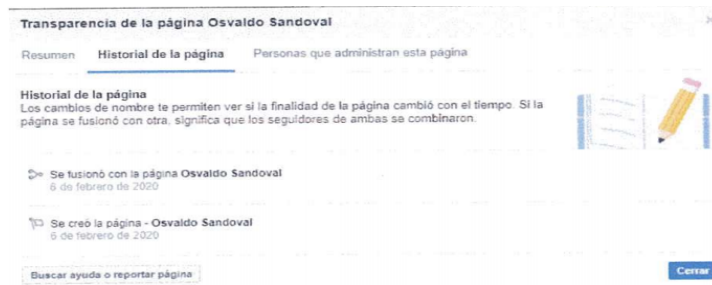 Transparencia de la página Osvaldo Sandoval
Resumen Historial de la página Personas que administran esta página
Historial de la página
Los cambios de nombre te permiten ver si la finalidad de la página cambió con el tiempo. Si la
página se fusionó con otra, significa que los seguidores de ambas se combinaron.
Se fusionó con la página Osvaldo Sandoval
6 de febrero de 2020
Se creó la página - Osvaldo Sandoval
6 de febrero de 2020
Buscar ayuda o reportar página
Cerrar